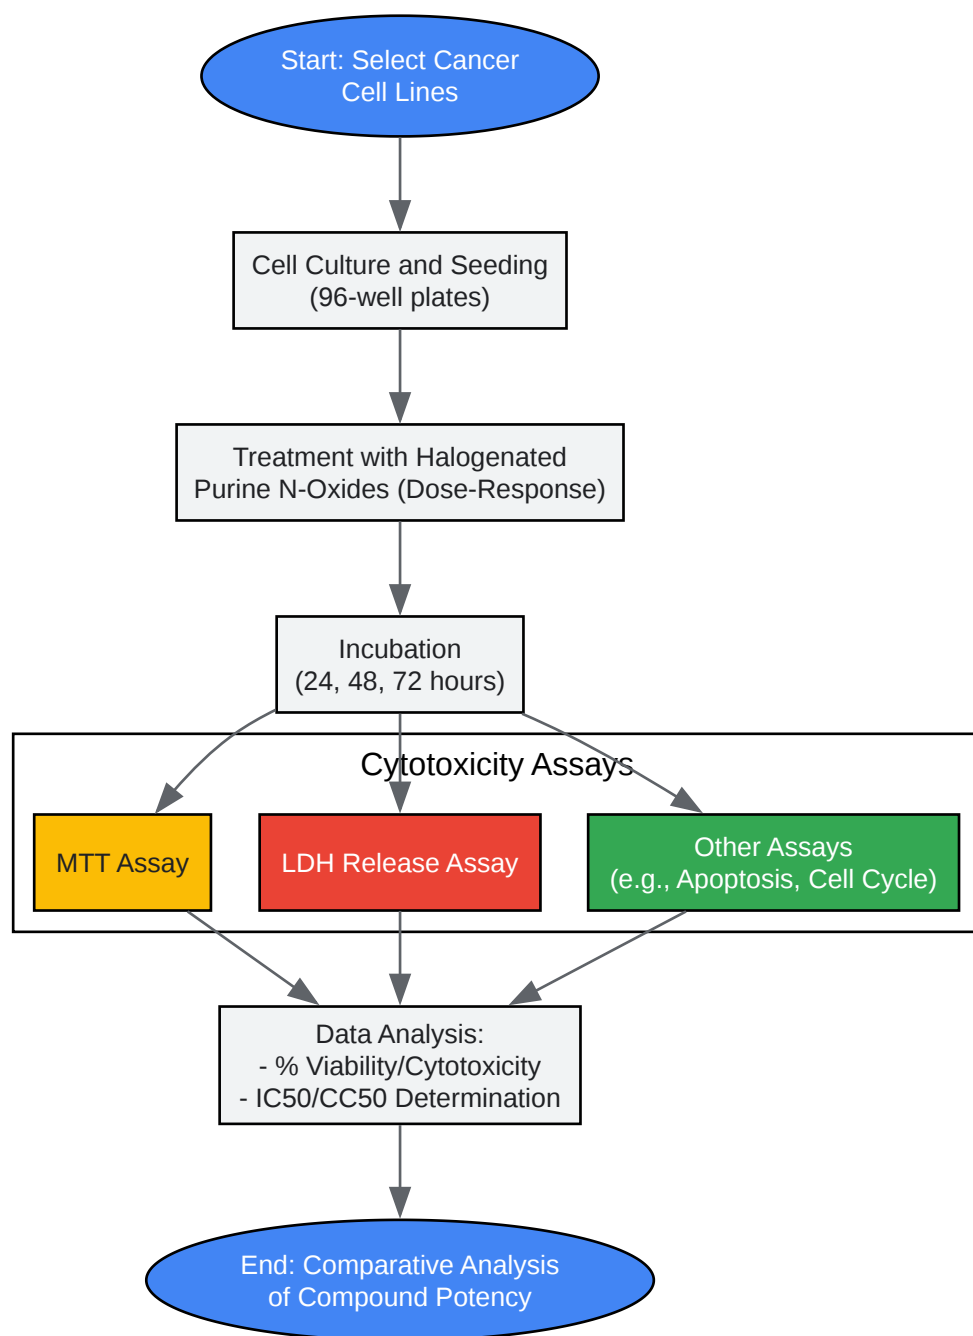 Start: Select Cancer
Cell Lines
Cell Culture and Seeding
(96-well plates)
Treatment with Halogenated
Purine N-Oxides (Dose-Response)
Incubation
(24, 48, 72 hours)
Cytotoxicity Assays
MTT Assay
LDH Release Assay
Other Assays
(e.g., Apoptosis, Cell Cycle)
Data Analysis:
- % Viability/Cytotoxicity
- IC50/CC50 Determination
End: Comparative Analysis
of Compound Potency